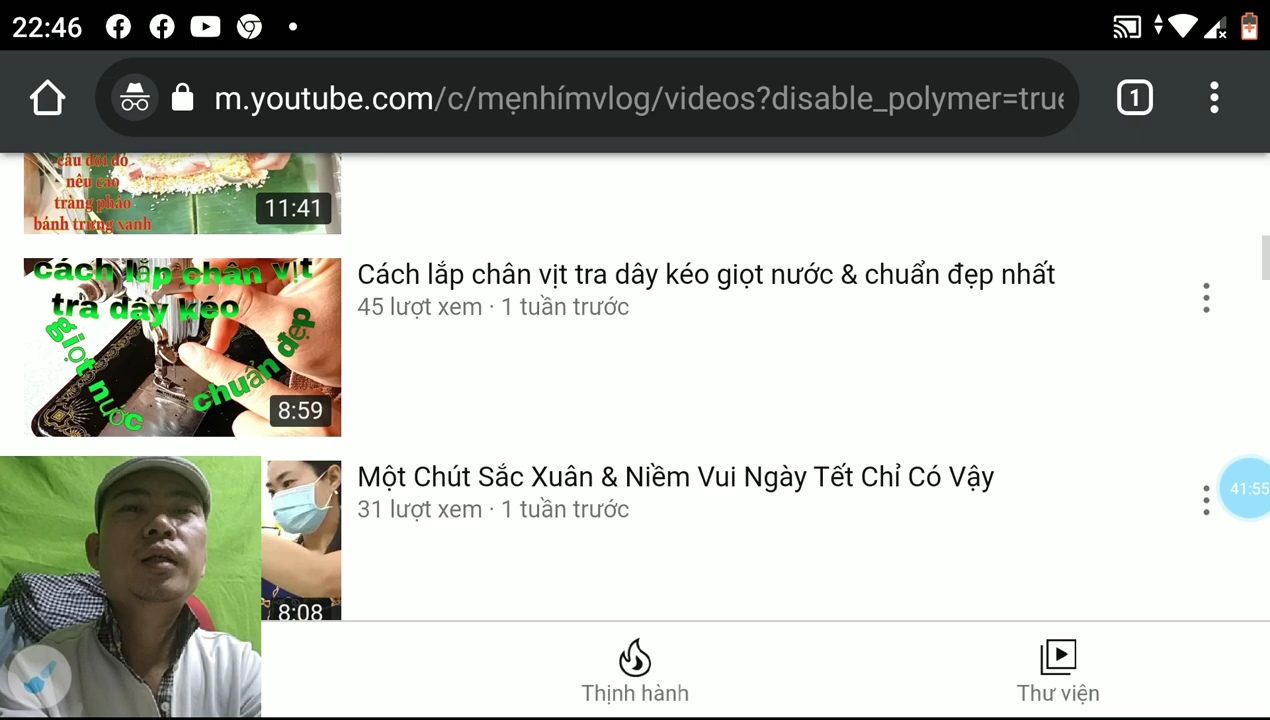 22:46
1
m.youtube.com/c/mẹnhímvlog/videos?disable_polymer=true
câu đối đỏ
nêu cao
tràng pháo
bánh trưng xanh
11:41
cách lắp chân vịt
tra dây kéo
giọt nước
chuẩn đẹp
8:59
Cách lắp chân vịt tra dây kéo giọt nước & chuẩn đẹp nhất
45 lượt xem · 1 tuần trước
Một Chút Sắc Xuân & Niềm Vui Ngày Tết Chỉ Có Vậy
31 lượt xem · 1 tuần trước
8:08
41:55
Thịnh hành
Thư viện